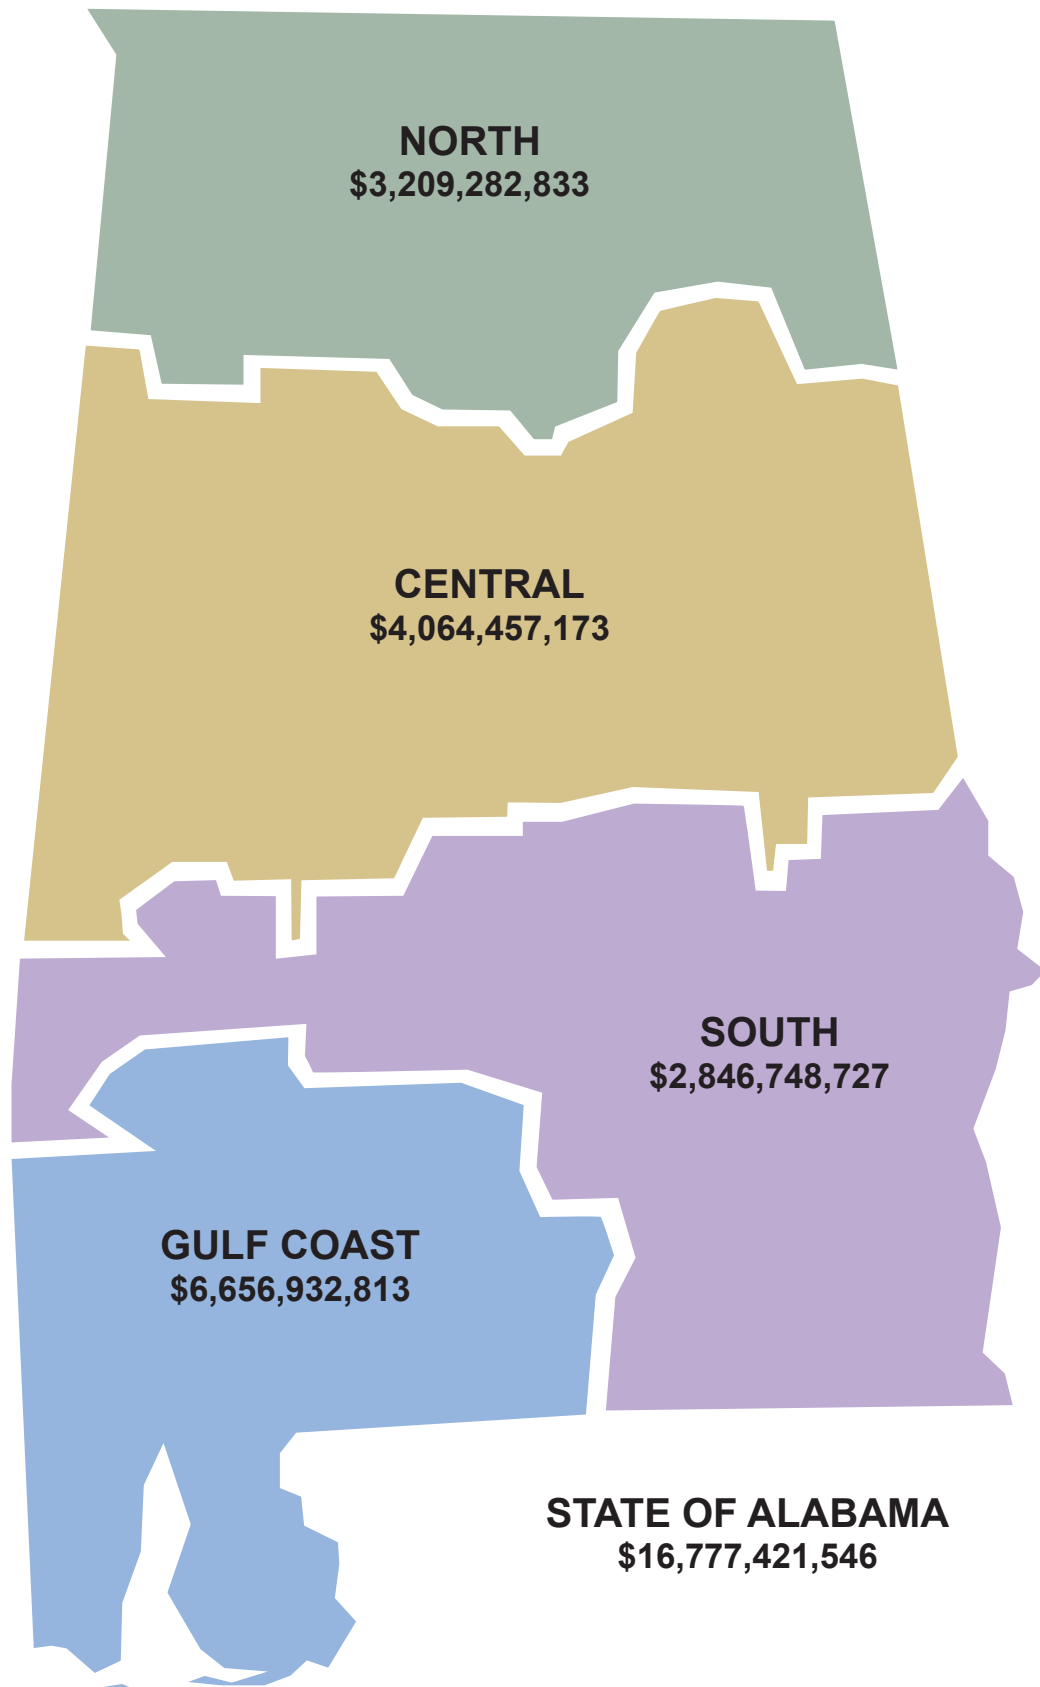 NORTH
$3,209,282,833
CENTRAL
$4,064,457,173
SOUTH
$2,846,748,727
GULF COAST
$6,656,932,813
STATE OF ALABAMA
$16,777,421,546